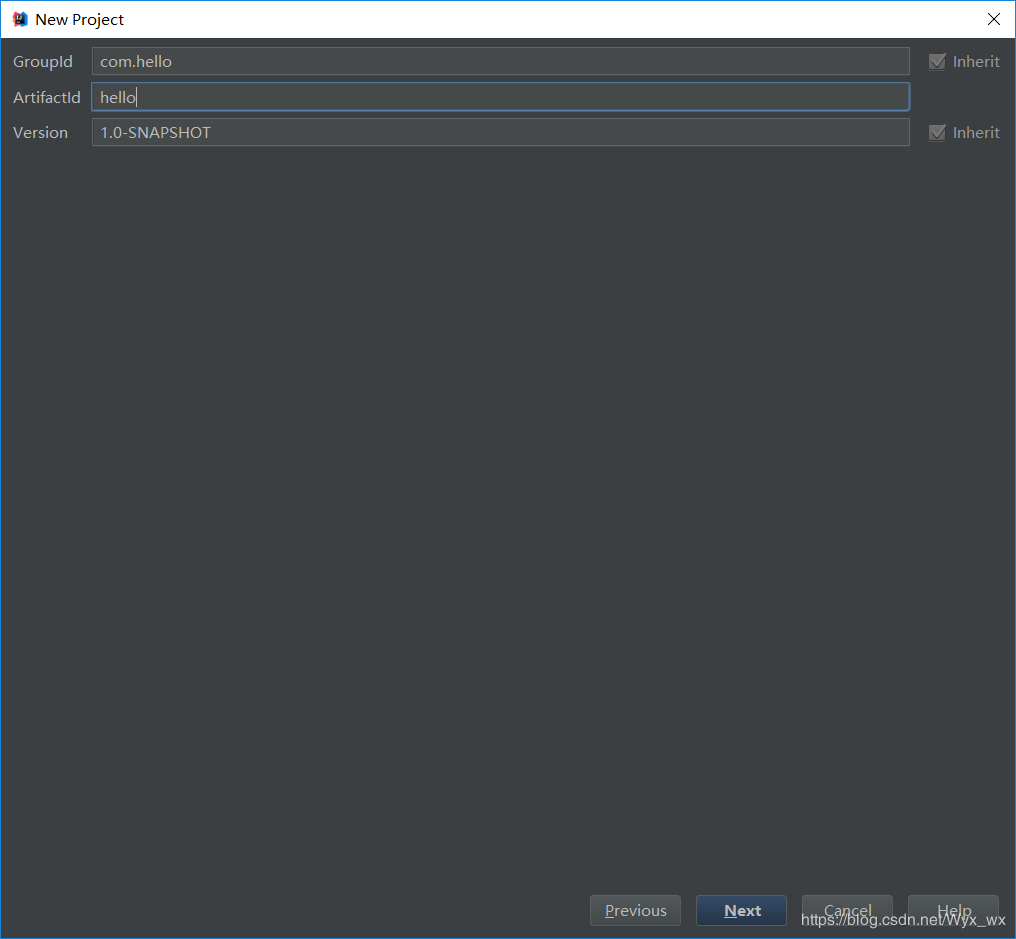 New Project
GroupId com.hello Inherit
ArtifactId hello
Version 1.0-SNAPSHOT Inherit
Previous Next Cancel Help
https://blog.csdn.net/Wyx_wx